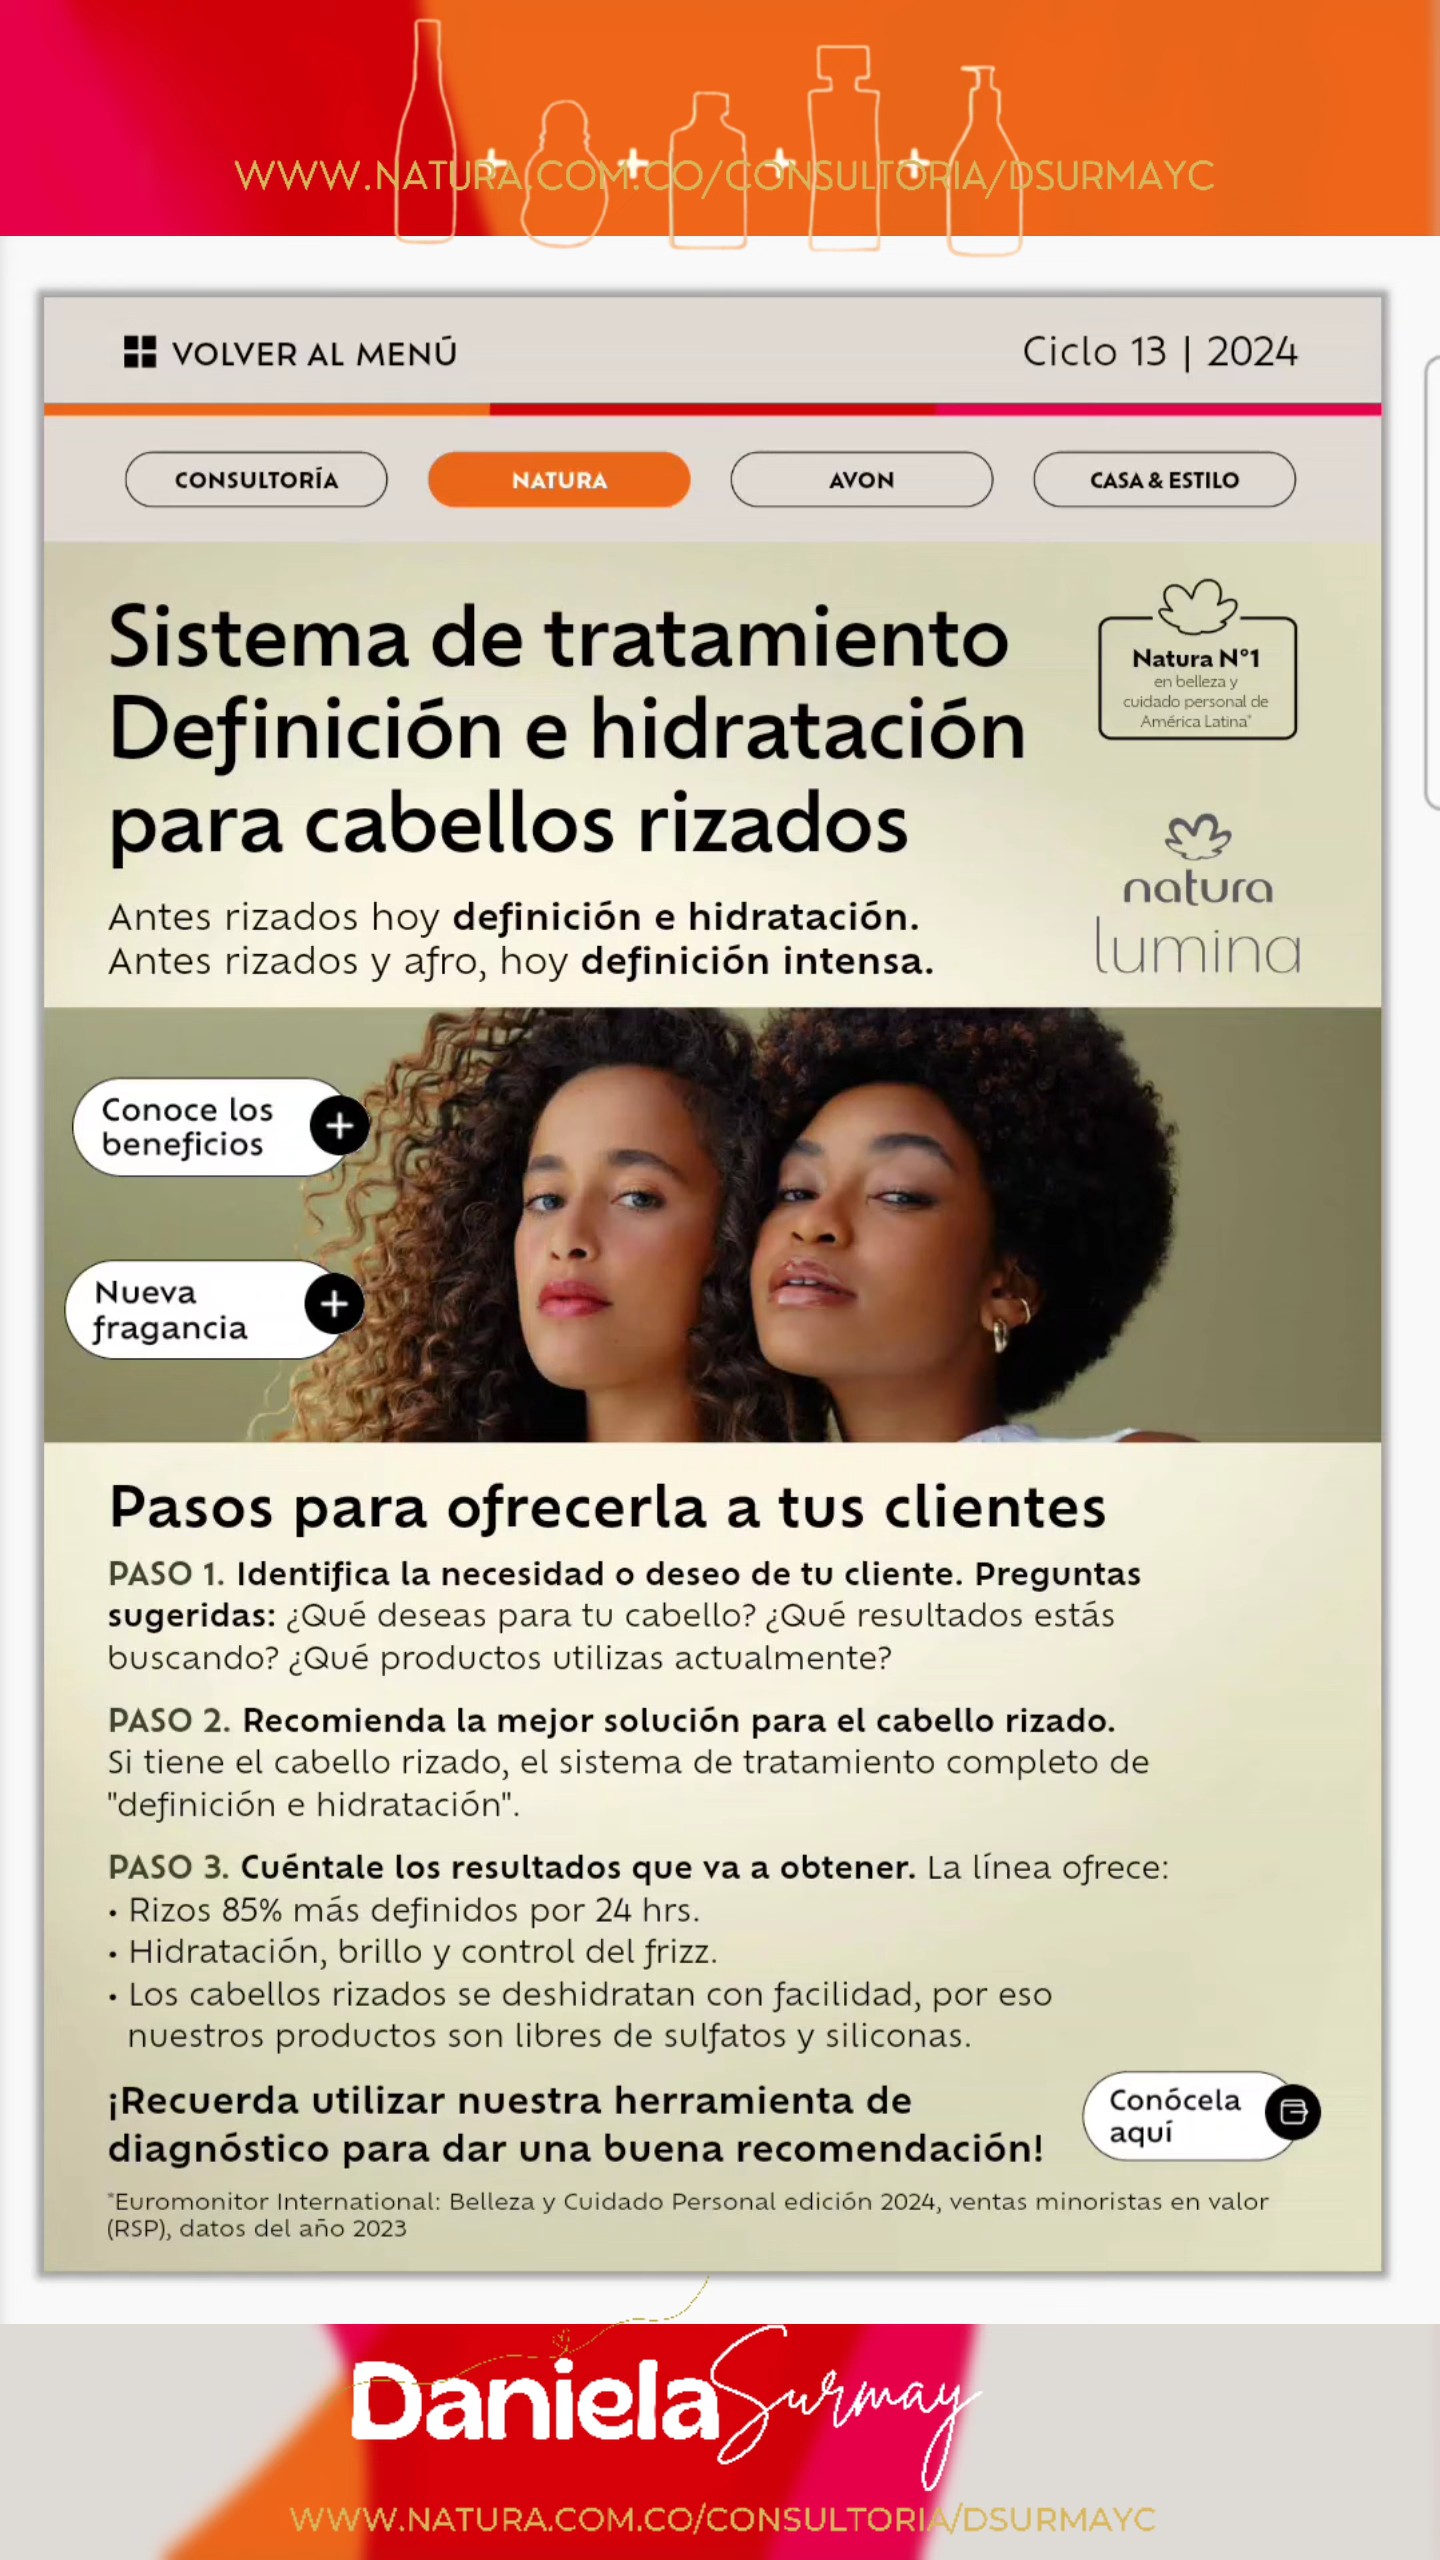 WWW.NATURA.COM.CO/CONSULTORIA/DSURMAYC
VOLVER AL MENÚ
Ciclo 13 | 2024
CONSULTORÍA
NATURA
AVON
CASA & ESTILO
Sistema de tratamiento
Definición e hidratación
para cabellos rizados
Natura N°1
en belleza y
cuidado personal de
América Latina*
natura
lumina
Antes rizados hoy definición e hidratación.
Antes rizados y afro, hoy definición intensa.
Conoce los
beneficios
Nueva
fragancia
Pasos para ofrecerla a tus clientes
PASO 1. Identifica la necesidad o deseo de tu cliente. Preguntas
sugeridas: ¿Qué deseas para tu cabello? ¿Qué resultados estás
buscando? ¿Qué productos utilizas actualmente?
PASO 2. Recomienda la mejor solución para el cabello rizado.
Si tiene el cabello rizado, el sistema de tratamiento completo de
"definición e hidratación".
PASO 3. Cuéntale los resultados que va a obtener. La línea ofrece:
• Rizos 85% más definidos por 24 hrs.
• Hidratación, brillo y control del frizz.
• Los cabellos rizados se deshidratan con facilidad, por eso
nuestros productos son libres de sulfatos y siliconas.
¡Recuerda utilizar nuestra herramienta de
diagnóstico para dar una buena recomendación!
Conócela
aquí
*Euromonitor International: Belleza y Cuidado Personal edición 2024, ventas minoristas en valor
(RSP), datos del año 2023
Daniela Surmay
WWW.NATURA.COM.CO/CONSULTORIA/DSURMAYC